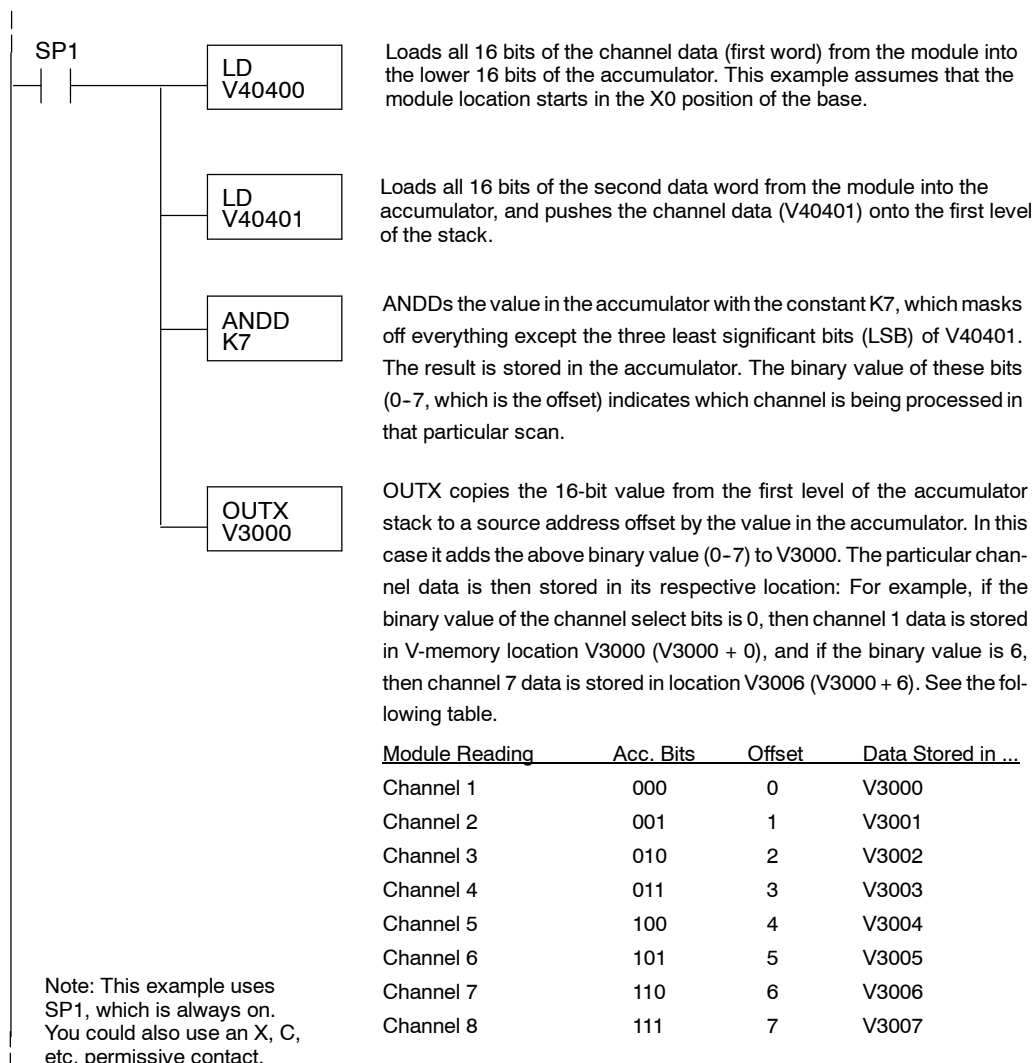 SP1
LD
V40400
Loads all 16 bits of the channel data (first word) from the module into
the lower 16 bits of the accumulator. This example assumes that the
module location starts in the X0 position of the base.
LD
V40401
Loads all 16 bits of the second data word from the module into the
accumulator, and pushes the channel data (V40401) onto the first level
of the stack.
ANDD
K7
ANDDs the value in the accumulator with the constant K7, which masks
off everything except the three least significant bits (LSB) of V40401.
The result is stored in the accumulator. The binary value of these bits
(0-7, which is the offset) indicates which channel is being processed in
that particular scan.
OUTX
V3000
OUTX copies the 16-bit value from the first level of the accumulator
stack to a source address offset by the value in the accumulator. In this
case it adds the above binary value (0-7) to V3000. The particular chan-
nel data is then stored in its respective location: For example, if the
binary value of the channel select bits is 0, then channel 1 data is stored
in V-memory location V3000 (V3000 + 0), and if the binary value is 6,
then channel 7 data is stored in location V3006 (V3000 + 6). See the fol-
lowing table.
Module Reading Acc. Bits Offset Data Stored in ...
Channel 1 000 0 V3000
Channel 2 001 1 V3001
Channel 3 010 2 V3002
Channel 4 011 3 V3003
Channel 5 100 4 V3004
Channel 6 101 5 V3005
Channel 7 110 6 V3006
Channel 8 111 7 V3007
Note: This example uses
SP1, which is always on.
You could also use an X, C,
etc. permissive contact.